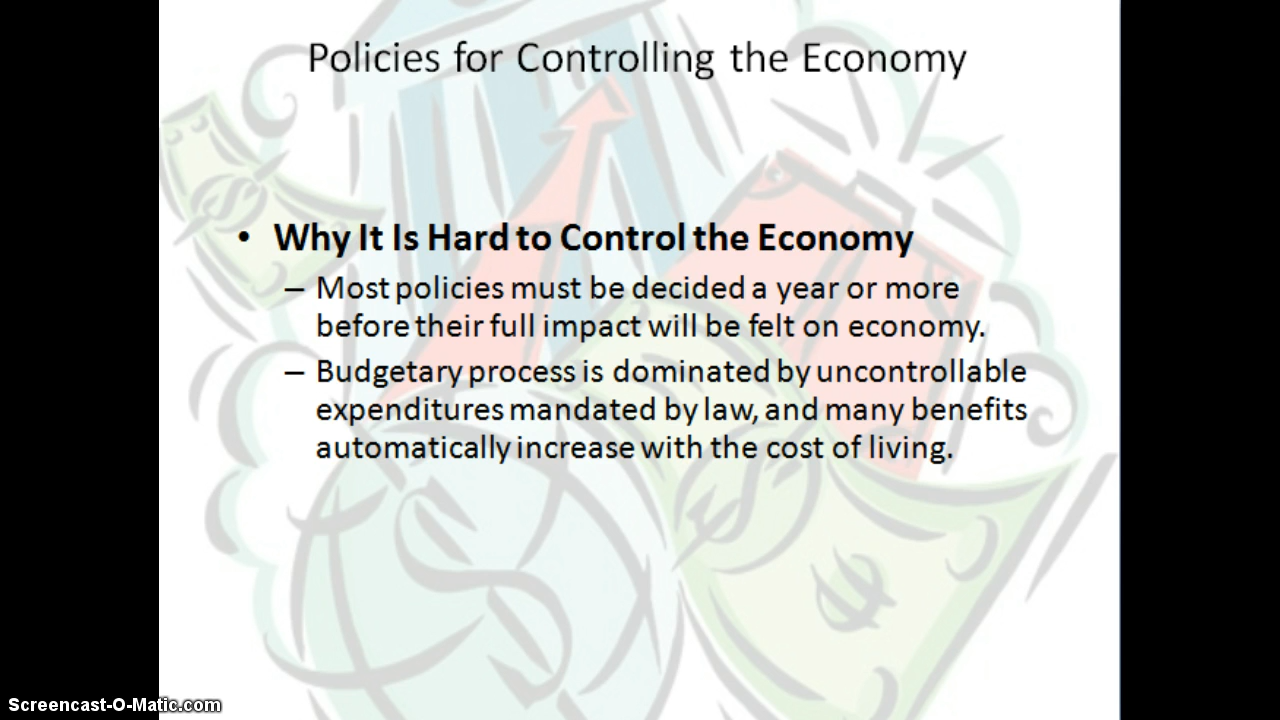 Policies for Controlling the Economy
• Why It Is Hard to Control the Economy
– Most policies must be decided a year or more
before their full impact will be felt on economy.
– Budgetary process is dominated by uncontrollable
expenditures mandated by law, and many benefits
automatically increase with the cost of living.
Screencast-O-Matic.com